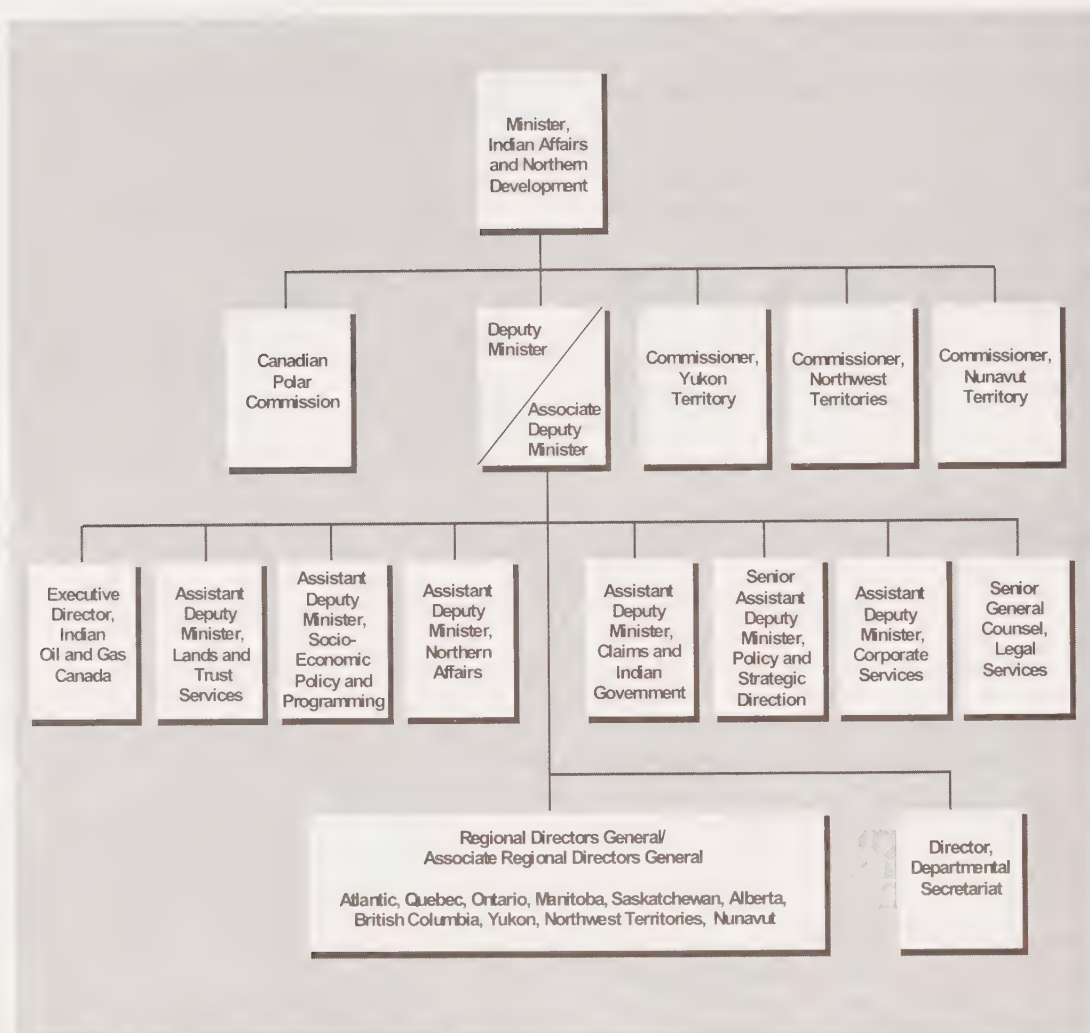 Minister,
Indian Affairs
and Northern
Development
Canadian
Polar
Commission
Deputy
Minister
Associate
Deputy
Minister
Commissioner,
Yukon
Territory
Commissioner,
Northwest
Territories
Commissioner,
Nunavut
Territory
Executive
Director,
Indian
Oil and Gas
Canada
Assistant
Deputy
Minister,
Lands and
Trust
Services
Assistant
Deputy
Minister,
Socio-
Economic
Policy and
Programming
Assistant
Deputy
Minister,
Northern
Affairs
Assistant
Deputy
Minister,
Claims and
Indian
Government
Senior
Assistant
Deputy
Minister,
Policy and
Strategic
Direction
Assistant
Deputy
Minister,
Corporate
Services
Senior
General
Counsel,
Legal
Services
Regional Directors General/
Associate Regional Directors General
Atlantic, Quebec, Ontario, Manitoba, Saskatchewan, Alberta,
British Columbia, Yukon, Northwest Territories, Nunavut
Director,
Departmental
Secretariat